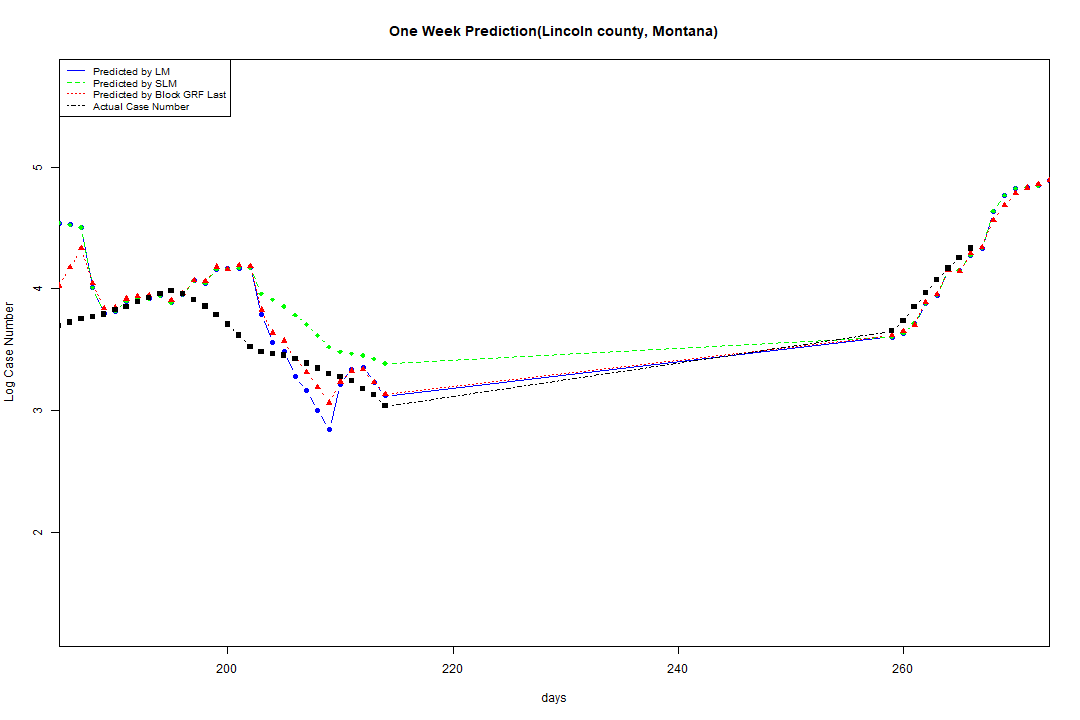 One Week Prediction(Lincoln county, Montana)
Predicted by LM
Predicted by SLM
Predicted by Block GRF Last
Actual Case Number
5
4
3
2
Log Case Number
200
220
240
260
days